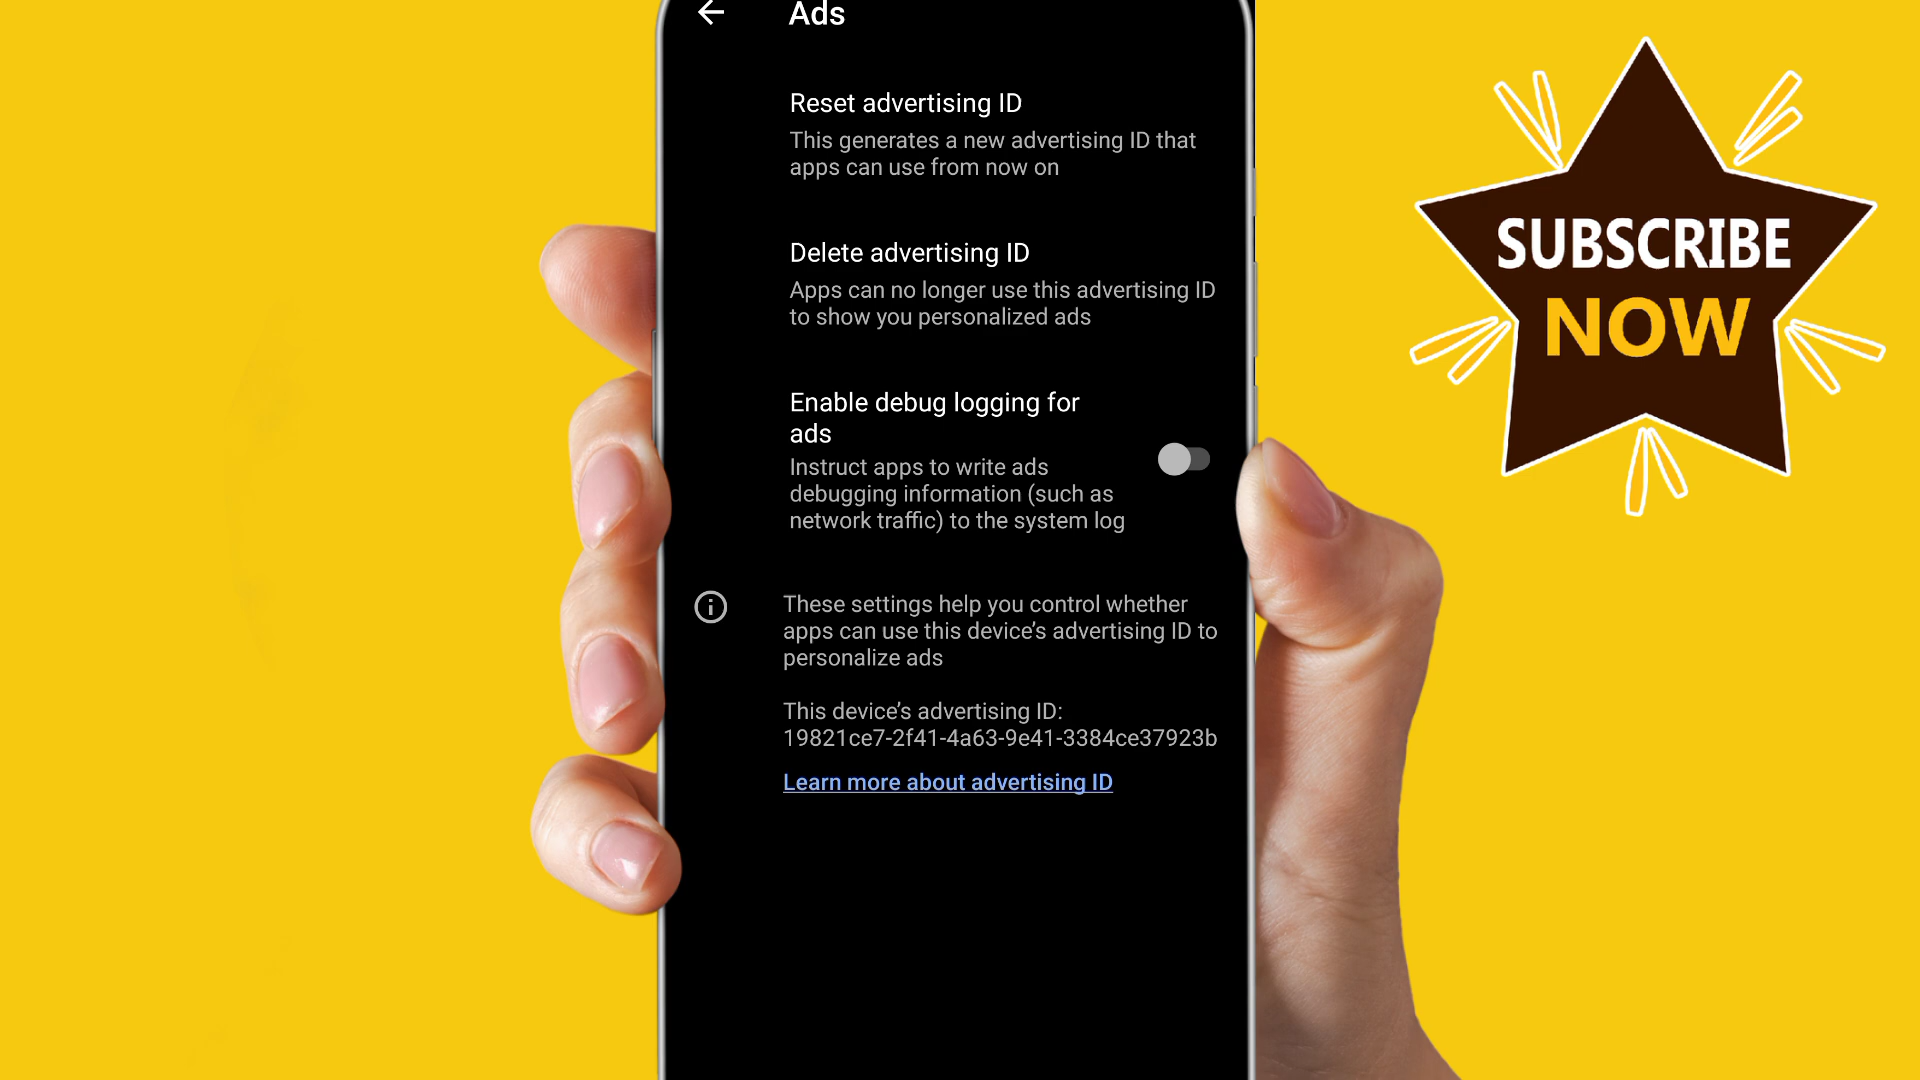 Ads
Reset advertising ID
This generates a new advertising ID that
apps can use from now on
Delete advertising ID
Apps can no longer use this advertising ID
to show you personalized ads
Enable debug logging for
ads
Instruct apps to write ads
debugging information (such as
network traffic) to the system log
These settings help you control whether
apps can use this device’s advertising ID to
personalize ads
This device’s advertising ID:
19821ce7-2f41-4a63-9e41-3384ce37923b
Learn more about advertising ID
SUBSCRIBE
NOW